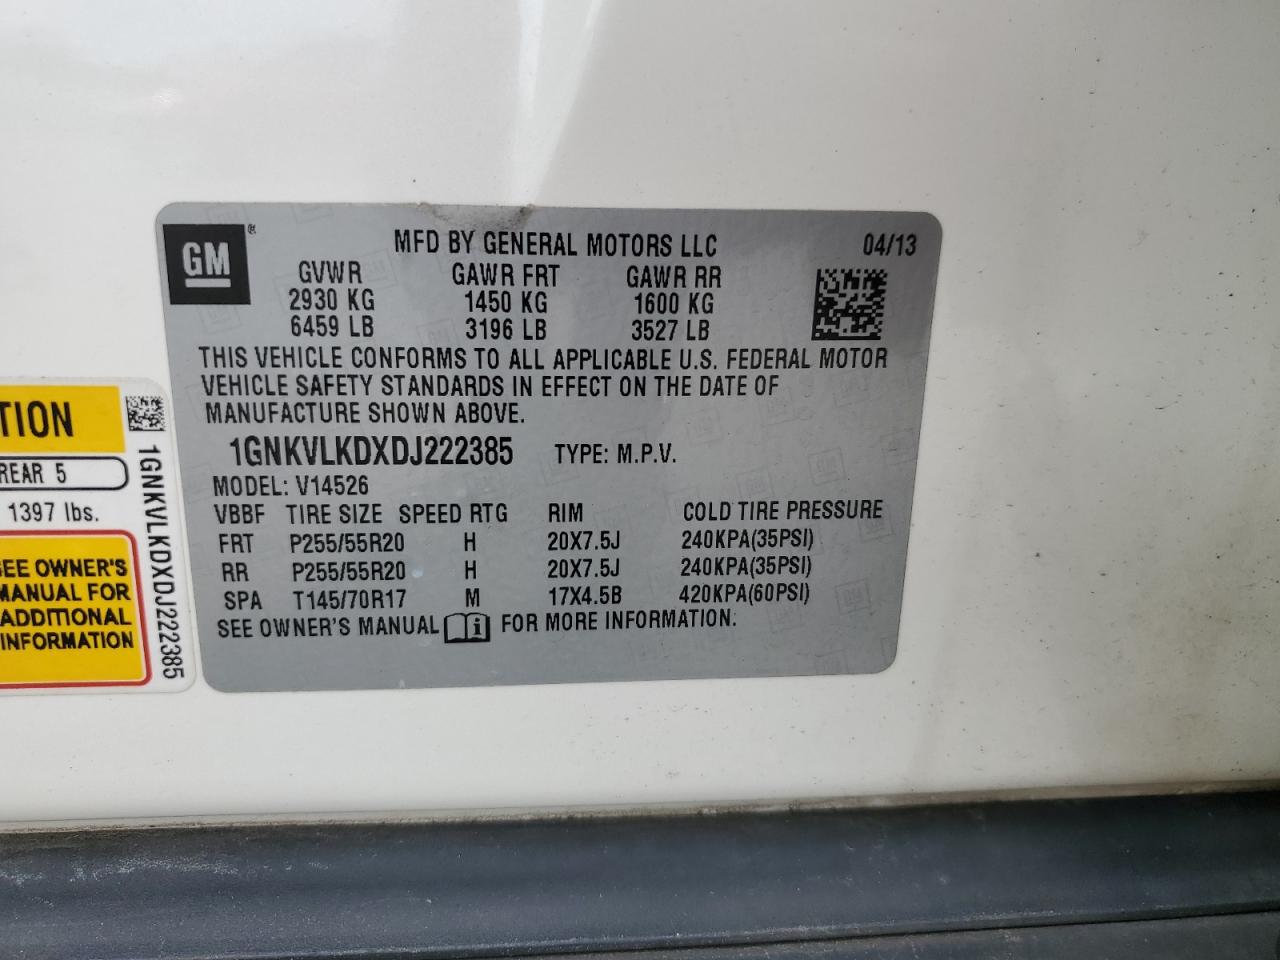 GM®
MFD BY GENERAL MOTORS LLC 04/13
GVWR GAWR FRT GAWR RR
2930 KG 1450 KG 1600 KG
6459 LB 3196 LB 3527 LB
THIS VEHICLE CONFORMS TO ALL APPLICABLE U.S. FEDERAL MOTOR
VEHICLE SAFETY STANDARDS IN EFFECT ON THE DATE OF
MANUFACTURE SHOWN ABOVE.
1GNKVLKDXDJ222385 TYPE: M.P.V.
MODEL: V14526
VBBF TIRE SIZE SPEED RTG RIM COLD TIRE PRESSURE
FRT P255/55R20 H 20X7.5J 240KPA(35PSI)
RR P255/55R20 H 20X7.5J 240KPA(35PSI)
SPA T145/70R17 M 17X4.5B 420KPA(60PSI)
SEE OWNER'S MANUAL i FOR MORE INFORMATION.
TION
REAR 5
1397 lbs.
SEE OWNER'S
MANUAL FOR
ADDITIONAL
INFORMATION
1GNKVLKDXDJ222385